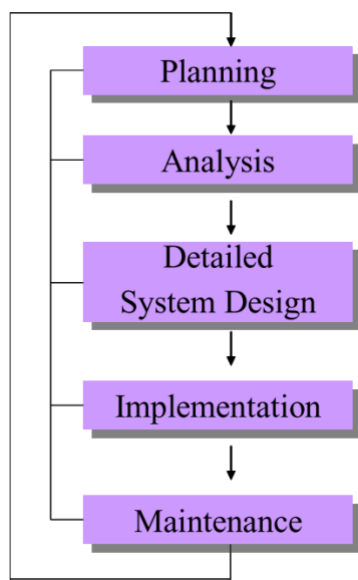 Planning
Analysis
Detailed
System Design
Implementation
Maintenance